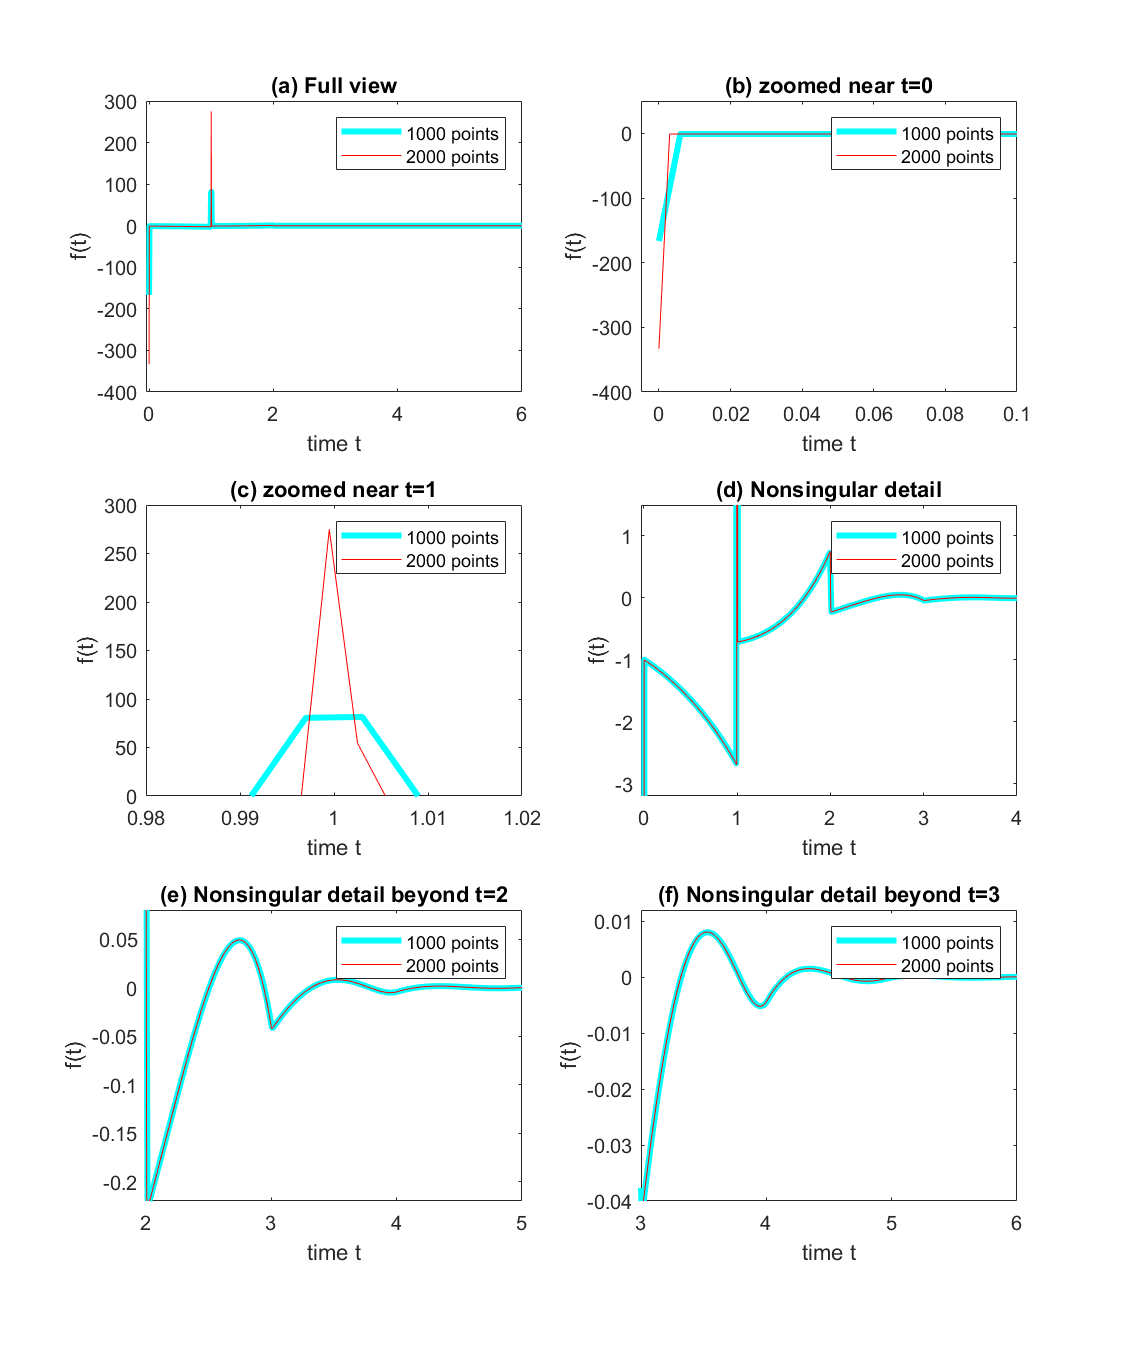 (a) Full view
300
200
100
0
-100
-200
-300
-400
f(t)
1000 points
2000 points
0 2 4 6
time t
(b) zoomed near t=0
0
-100
-200
-300
-400
f(t)
1000 points
2000 points
0 0.02 0.04 0.06 0.08 0.1
time t
(c) zoomed near t=1
300
250
200
150
100
50
0
f(t)
1000 points
2000 points
0.98 0.99 1 1.01 1.02
time t
(d) Nonsingular detail
1
0
-1
-2
-3
f(t)
1000 points
2000 points
0 1 2 3 4
time t
(e) Nonsingular detail beyond t=2
0.05
0
-0.05
-0.1
-0.15
-0.2
f(t)
1000 points
2000 points
2 3 4 5
time t
(f) Nonsingular detail beyond t=3
0.01
0
-0.01
-0.02
-0.03
-0.04
f(t)
1000 points
2000 points
3 4 5 6
time t